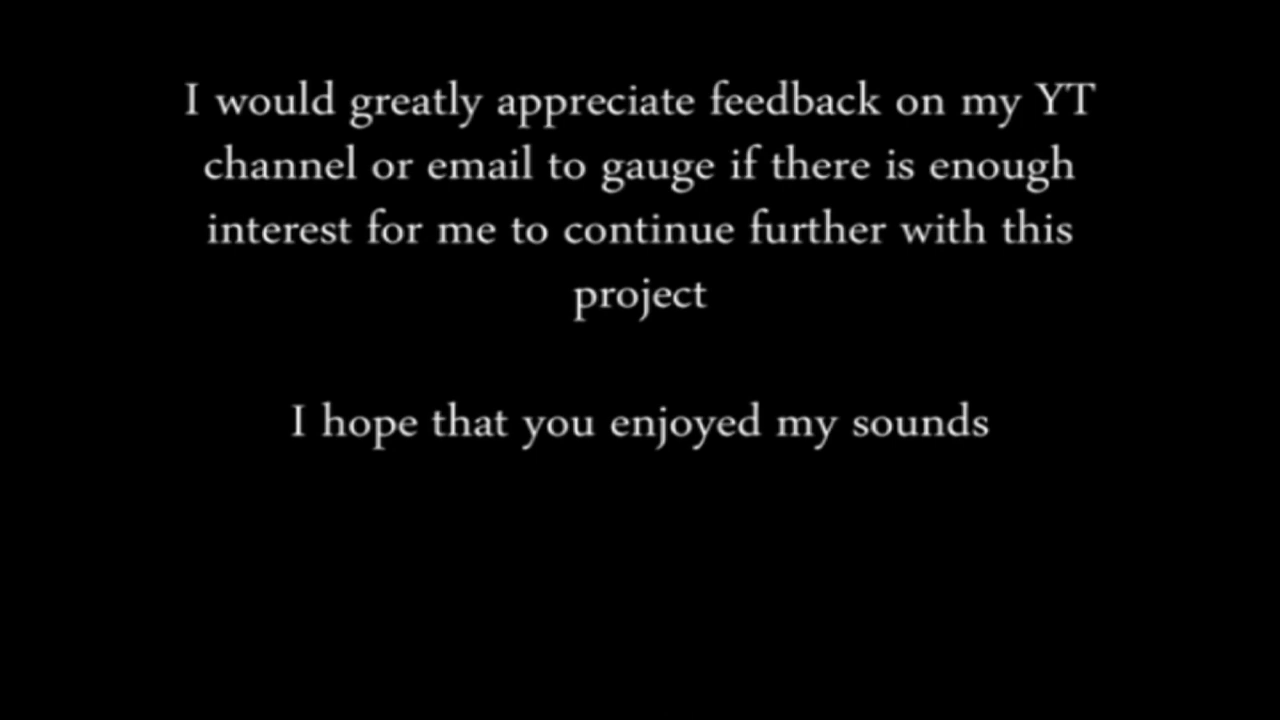 I would greatly appreciate feedback on my YT
channel or email to gauge if there is enough
interest for me to continue further with this
project
I hope that you enjoyed my sounds